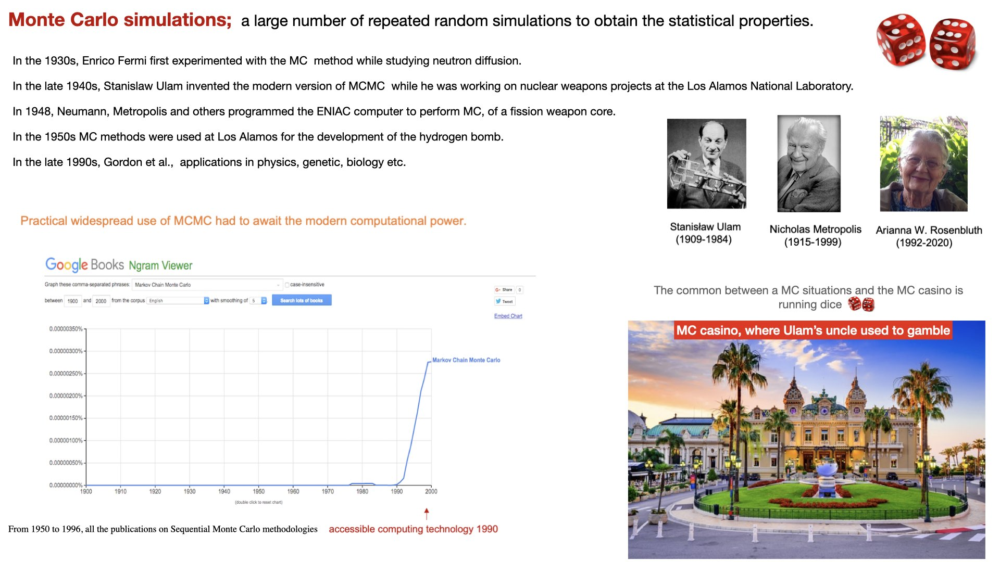 Monte Carlo simulations; a large number of repeated random simulations to obtain the statistical properties.
In the 1930s, Enrico Fermi first experimented with the MC method while studying neutron diffusion.
In the late 1940s, Stanislaw Ulam invented the modern version of MCMC while he was working on nuclear weapons projects at the Los Alamos National Laboratory.
In 1948, Neumann, Metropolis and others programmed the ENIAC computer to perform MC, of a fission weapon core.
In the 1950s MC methods were used at Los Alamos for the development of the hydrogen bomb.
In the late 1990s, Gordon et al., applications in physics, genetic, biology etc.
Stanisław Ulam
(1909-1984)
Nicholas Metropolis
(1915-1999)
Arianna W. Rosenbluth
(1992-2020)
Practical widespread use of MCMC had to await the modern computational power.
Google Books Ngram Viewer
Graph these comma-separated phrases: Markov Chain Monte Carlo case-insensitive
between 1900 and 2000 from the corpus English with smoothing of 5 Search lots of books
G+ Share 0
Tweet
Embed Chart
0.00000350%
0.00000300%
0.00000250%
0.00000200%
0.00000150%
0.00000100%
0.00000050%
0.00000000%
Markov Chain Monte Carlo
1900 1910 1920 1930 1940 1950 1960 1970 1980 1990 2000
(double click to reset chart)
From 1950 to 1996, all the publications on Sequential Monte Carlo methodologies
accessible computing technology 1990
The common between a MC situations and the MC casino is
running dice
MC casino, where Ulam's uncle used to gamble